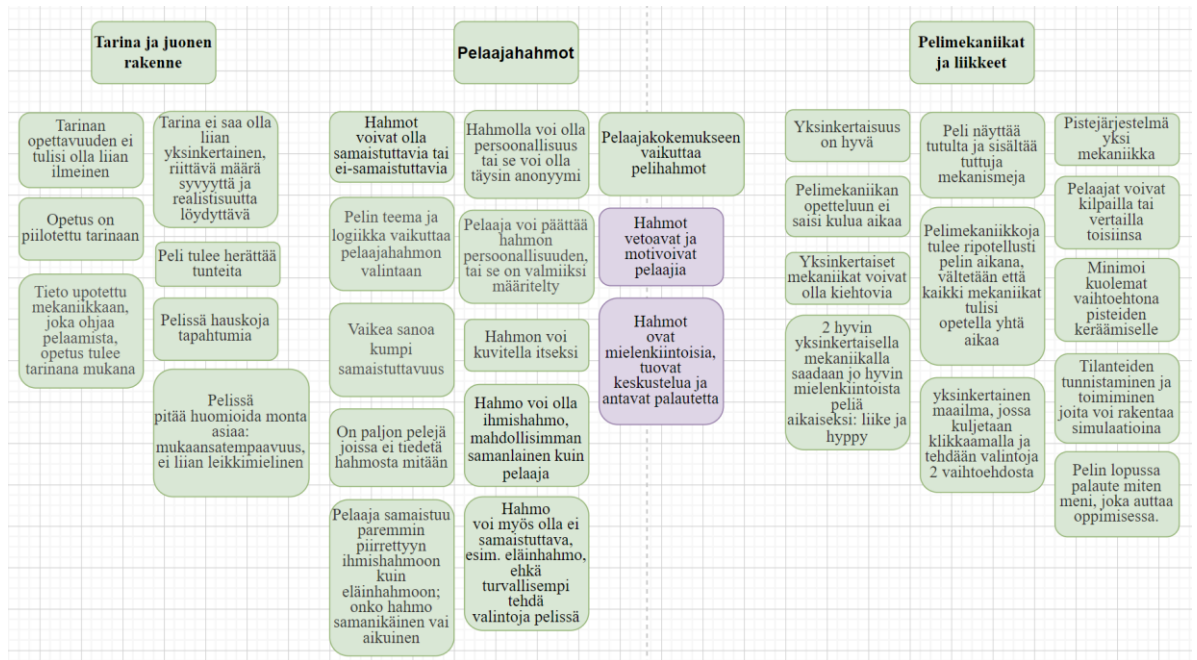 Tarina ja juonen
rakenne
Tarinan
opettavuuden ei
tulisi olla liian
ilmeinen
Opetus on
piilotettu tarinaan
Tieto upotettu
mekaniikkaan,
joka ohjaa
pelaamista,
opetus tulee
tarinana mukana
Tarina ei saa olla
liian
yksinkertainen,
riittävä määrä
syvyyttä ja
realistisuutta
löydyttävä
Peli tulee herättää
tunteita
Pelissä hauskoja
tapahtumia
Pelissä
pitää huomioida monta
asiaa:
mukaansatempaavuus,
ei liian leikkimielinen
Pelaajahahmot
Hahmot
voivat olla
samaistuttavia tai
ei-samaistuttavia
Pelin teema ja
logiikka vaikuttaa
pelaajahahmon
valintaan
Vaikea sanoa
kumpi
samaistuttavuus
On paljon pelejä
joissa ei tiedetä
hahmosta mitään
Pelaaja samaistuu
paremmin
piirrettyyn
ihmishahmoon
kuin
eläinhahmoon;
onko hahmo
samanikäinen vai
aikuinen
Hahmolla voi olla
persoonallisuus
tai se voi olla
täysin anonyymi
Pelaaja voi päättää
hahmon
persoonallisuuden,
tai se on valmiiksi
määritelty
Hahmon voi
kuvitella itseksi
Hahmo voi olla
ihmishahmo,
mahdollisimman
samanlainen kuin
pelaaja
Hahmo
voi myös olla ei
samaistuttava,
esim. eläinhahmo,
ehkä
turvallisempi
tehdä
valintoja pelissä
Pelaajakokemukseen
vaikuttaa
pelihahmot
Hahmot
vetoavat ja
motivoivat
pelaajia
Hahmot
ovat
mielenkiintoisia,
tuovat
keskustelua ja
antavat palautetta
Pelimekaniikat
ja liikkeet
Yksinkertaisuus
on hyvä
Pelimekaniikan
opetteluun ei
saisi kulua aikaa
Yksinkertaiset
mekaniikat voivat
olla kiehtovia
2 hyvin
yksinkertaisella
mekaniikalla
saadaan jo hyvin
mielenkiintoista
peliä
aikaiseksi: liike ja
hyppy
Peli näyttää
tutulta ja sisältää
tuttuja
mekanismeja
Pelimekaniikkoja
tulee ripotellusti
pelin aikana,
vältetään että
kaikki mekaniikat
tulisi
opetella yhtä
aikaa
yksinkertainen
maailma, jossa
kuljetaan
klikkaamalla ja
tehdään valintoja
2 vaihtoehdosta
Pistejärjestelmä
yksi
mekaniikka
Pelaajat voivat
kilpailla tai
vertailla
toisiinsa
Minimoi
kuolemat
vaihtoehtona
pisteiden
keräämiselle
Tilanteiden
tunnistaminen ja
toimiminen
joita voi rakentaa
simulaatioina
Pelin lopussa
palaute miten
meni, joka auttaa
oppimisessa.